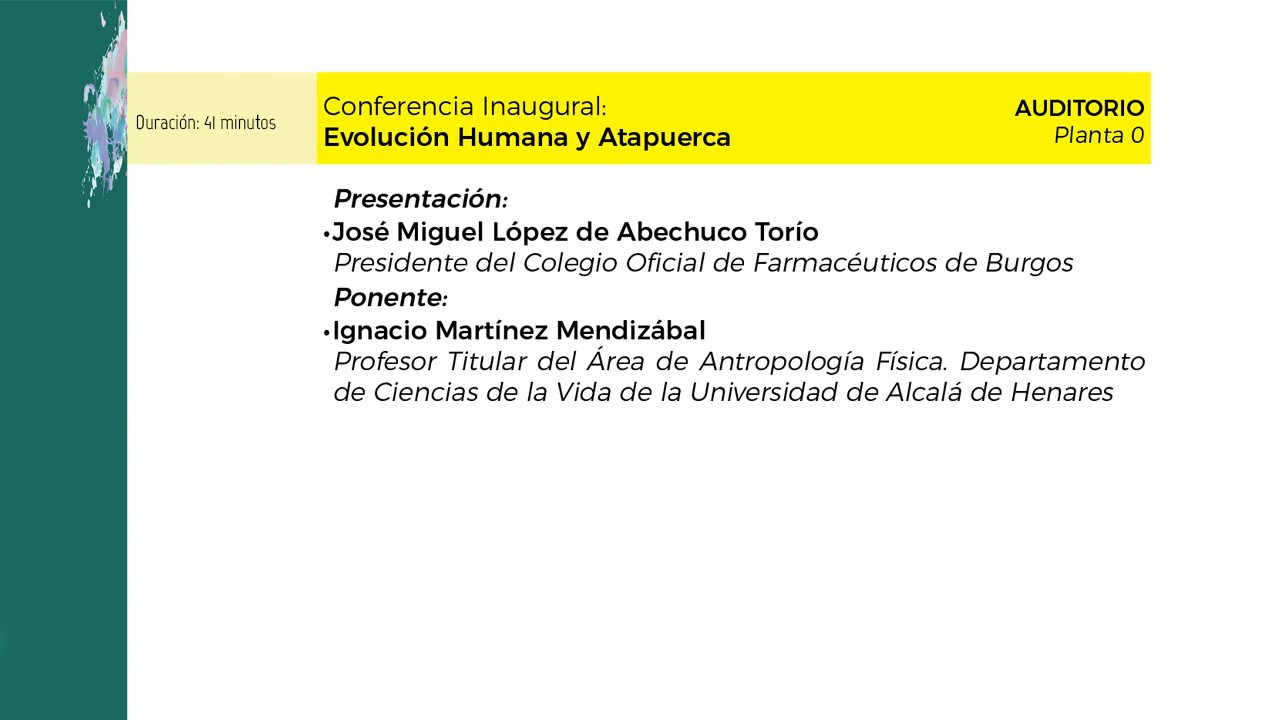 Duración: 41 minutos
Conferencia Inaugural:
Evolución Humana y Atapuerca
AUDITORIO
Planta 0
Presentación:
•José Miguel López de Abechuco Torío
Presidente del Colegio Oficial de Farmacéuticos de Burgos
Ponente:
•Ignacio Martínez Mendizábal
Profesor Titular del Área de Antropología Física. Departamento
de Ciencias de la Vida de la Universidad de Alcalá de Henares